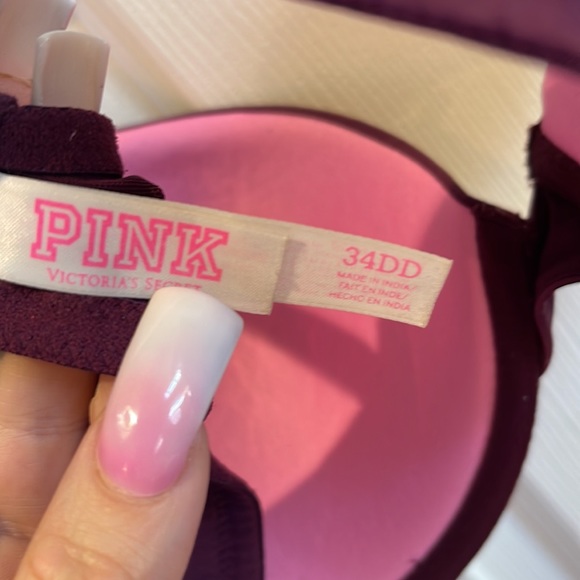 PINK
VICTORIA'S SECRET
34DD
MADE IN INDIA/
FAIT EN INDE/
HECHO EN INDIA